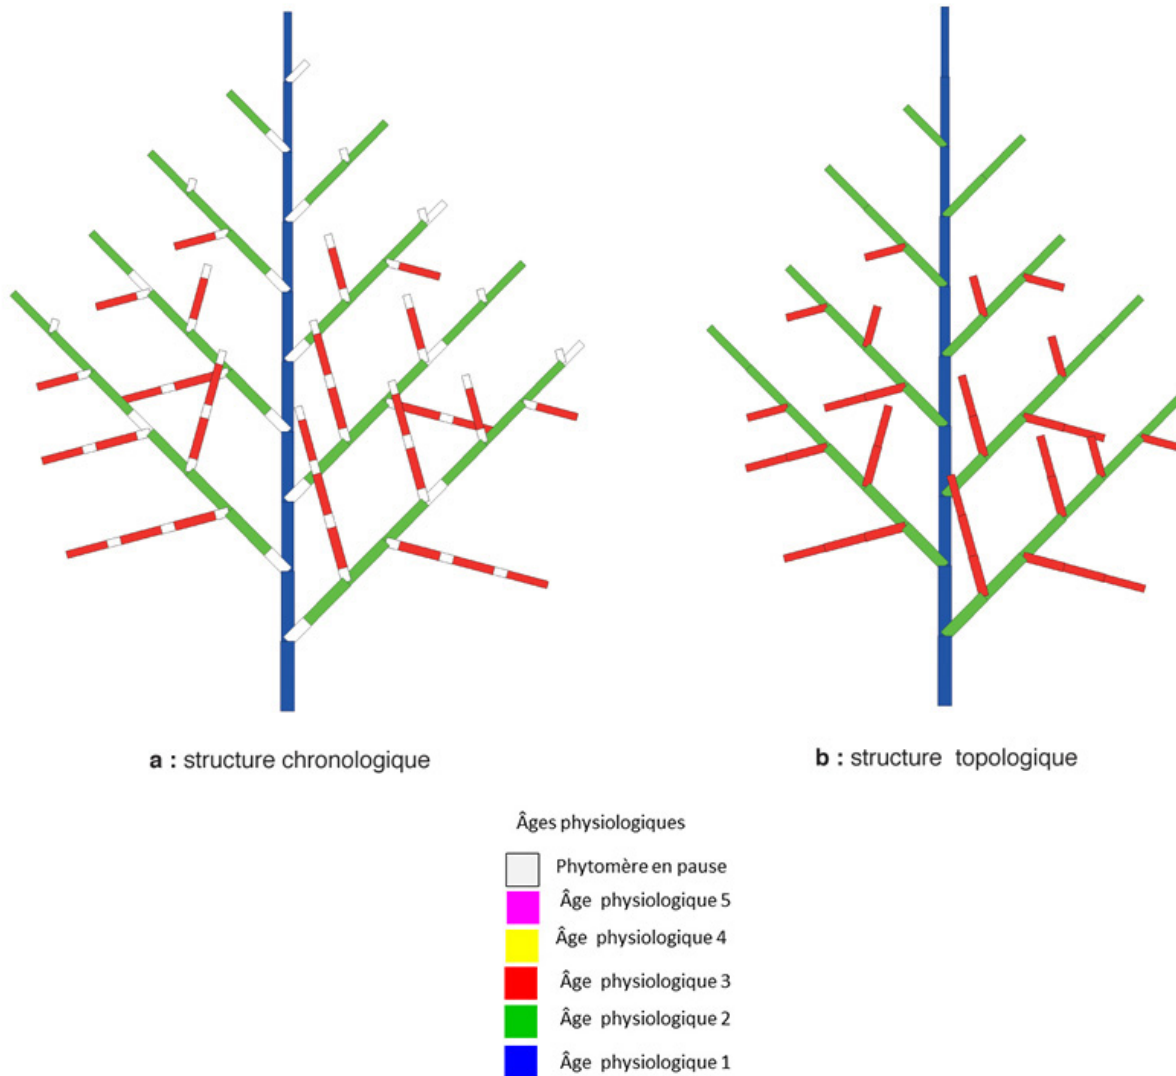 a : structure chronologique
b : structure topologique
Âges physiologiques
Phytomère en pause
Âge physiologique 5
Âge physiologique 4
Âge physiologique 3
Âge physiologique 2
Âge physiologique 1